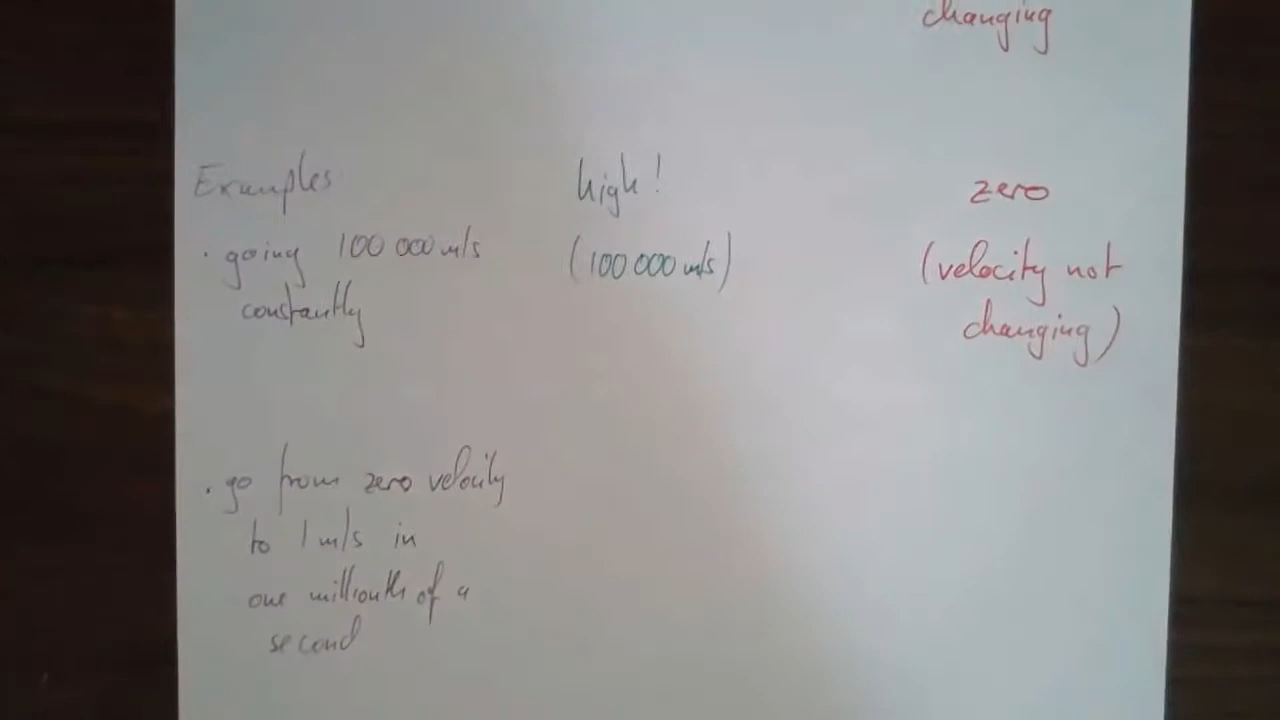 changing
Examples
high!
zero
· going 100 000 m/s
constantly
(100 000 m/s)
(velocity not
changing)
· go from zero velocity
to 1 m/s in
one millionth of a
second